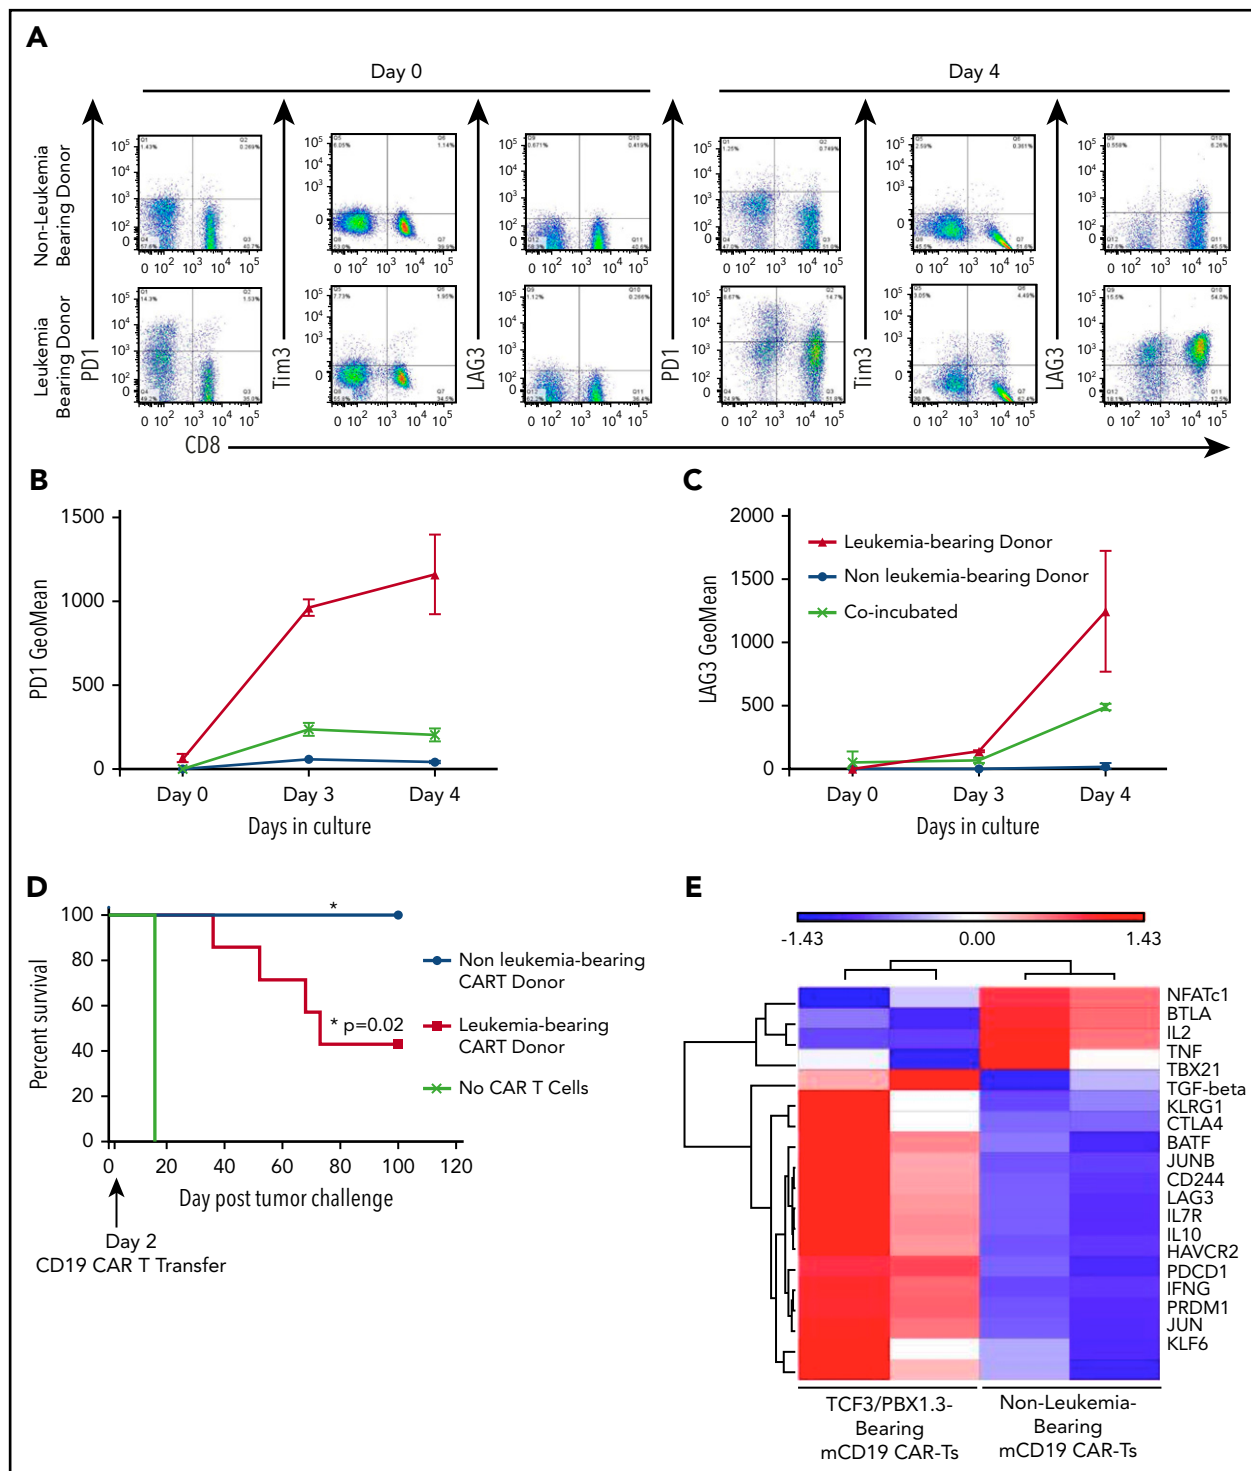 A
Day 0
Day 4
Non-Leukemia
Bearing Donor
Leukemia
Bearing Donor
PD1
Tim3
LAG3
PD1
Tim3
LAG3
CD8
B
1500
1000
500
0
PD1 GeoMean
Day 0 Day 3 Day 4
Days in culture
C
2000
1500
1000
500
0
LAG3 GeoMean
Leukemia-bearing Donor
Non leukemia-bearing Donor
Co-incubated
Day 0 Day 3 Day 4
Days in culture
D
100
80
60
40
20
0
Percent survival
*
* p=0.02
Non leukemia-bearing
CART Donor
Leukemia-bearing
CART Donor
No CAR T Cells
0 20 40 60 80 100 120
Day post tumor challenge
Day 2
CD19 CAR T Transfer
E
-1.43 0.00 1.43
NFATc1
BTLA
IL2
TNF
TBX21
TGF-beta
KLRG1
CTLA4
BATF
JUNB
CD244
LAG3
IL7R
IL10
HAVCR2
PDCD1
IFNG
PRDM1
JUN
KLF6
TCF3/PBX1.3-
Bearing
mCD19 CAR-Ts
Non-Leukemia-
Bearing
mCD19 CAR-Ts